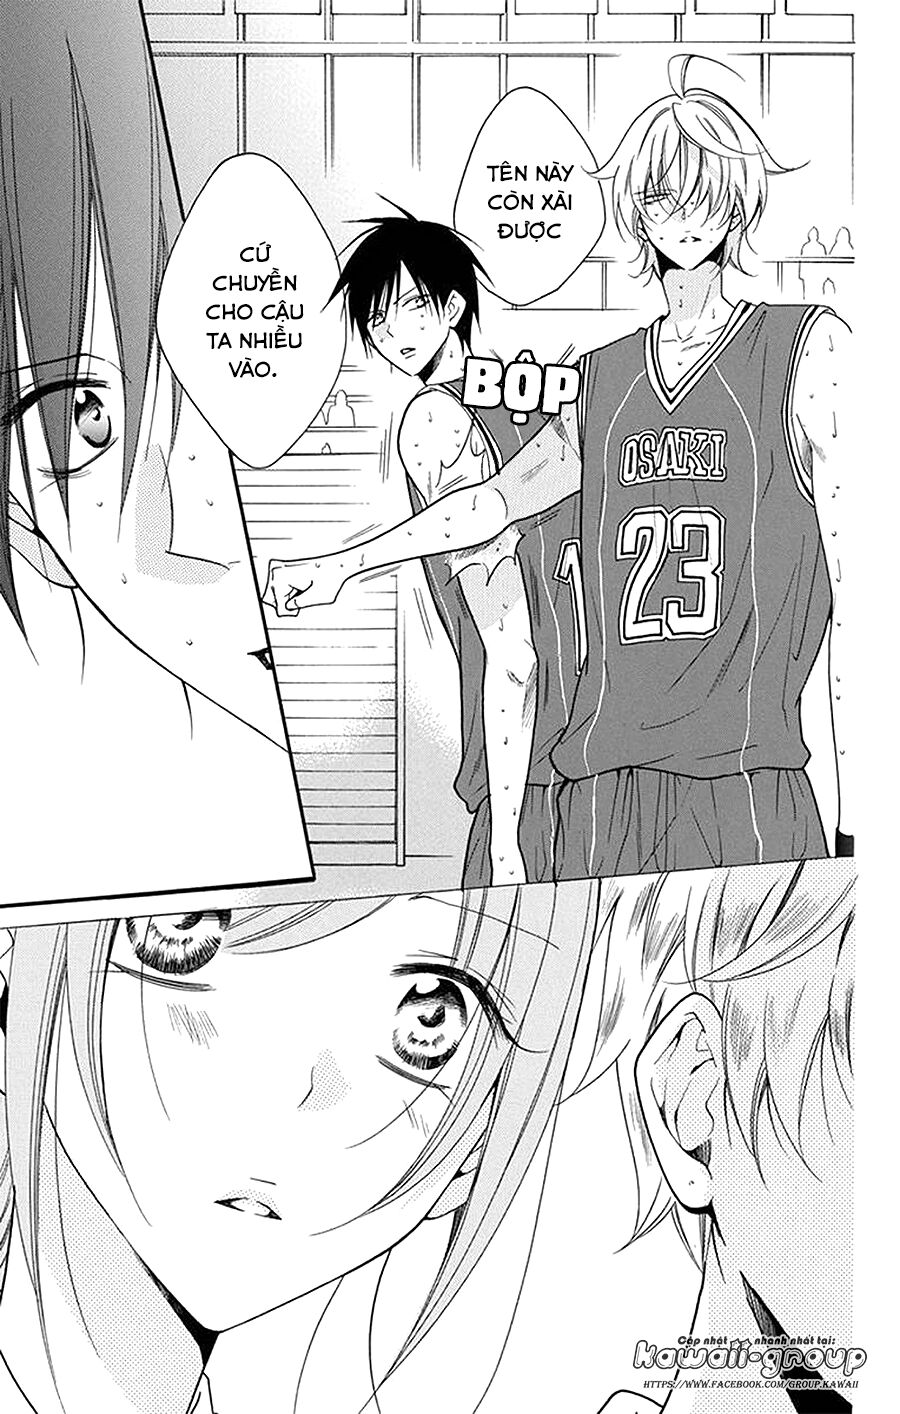 TÊN NÀY
CÒN XÀI
ĐƯỢC
CỨ
CHUYỀN
CHO CẬU
TA NHIỀU
VÀO.
BỘP
OSAKI
23
1
Cập nhật nhanh nhất tại:
kawaii-group
HTTPS://WWW.FACEBOOK.COM/GROUP.KAWAII